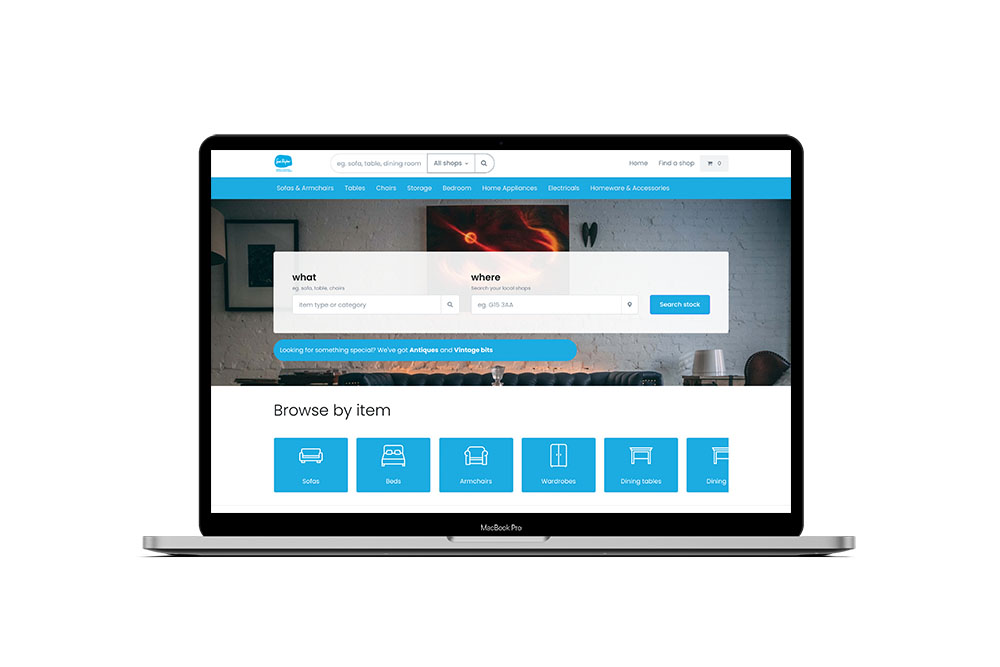 eg. sofa, table, dining room
All shops
Home
Find a shop
0
Sofas & Armchairs
Tables
Chairs
Storage
Bedroom
Home Appliances
Electricals
Homeware & Accessories
what
eg. sofa, table, chairs
Item type or category
where
Search your local shops
eg. G15 3AA
Search stock
Looking for something special? We've got Antiques and Vintage bits
Browse by item
Sofas
Beds
Armchairs
Wardrobes
Dining tables
Dining
MacBook Pro